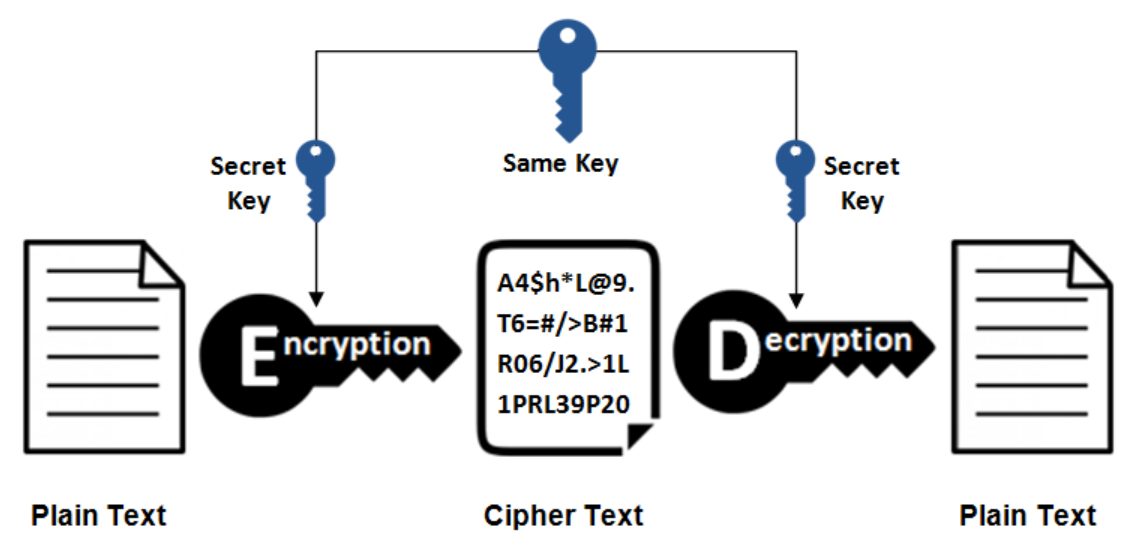 Same Key
Secret
Key
Secret
Key
Encryption
A4$h*L@9.
T6=#/>B#1
R06/J2.>1L
1PRL39P20
Decryption
Plain Text
Cipher Text
Plain Text